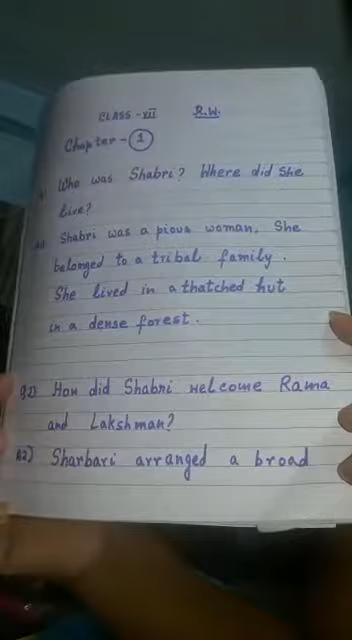 CLASS - VII R.W.
Chapter - 1
Who was Shabri? Where did she
live?
Shabri was a pious woman. She
belonged to a tribal family.
She lived in a thatched hut
in a dense forest.
Q2) How did Shabri welcome Rama
and Lakshman?
A2) Sharbari arranged a broad